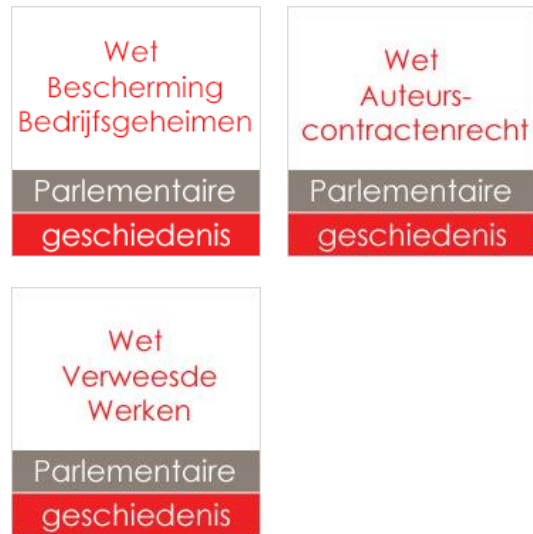 Wet
Bescherming
Bedrijfsgeheimen
Parlementaire
geschiedenis
Wet
Auteurs-
contractenrecht
Parlementaire
geschiedenis
Wet
Verweesde
Werken
Parlementaire
geschiedenis